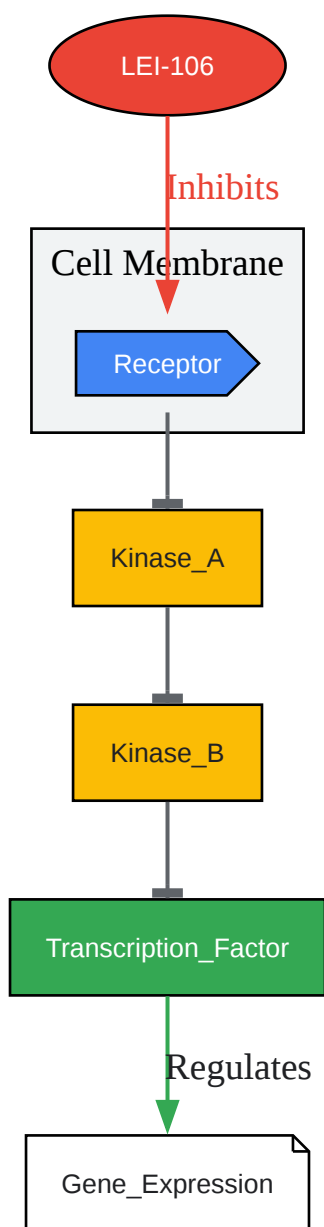 LEI-106
Inhibits
Cell Membrane
Receptor
Kinase_A
Kinase_B
Transcription_Factor
Regulates
Gene_Expression